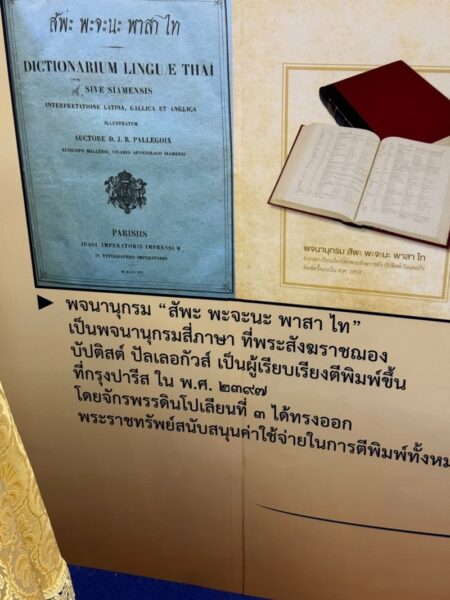 สัพะ พะจะนะ พาสา ไท
DICTIONARIUM LINGUÆ THAĬ
SIVE SIAMENSIS
INTERPRETATIONE LATINA, GALLICA ET ANGLICA
ILLUSTRATUM
AUCTORE D. J. B. PALLEGOIX
EPISCOPO MALLENSI, VICARIO APOSTOLICO SIAMENSI
PARISIIS
JUSSU IMPERATORIS IMPRESSUM
IN TYPOGRAPHEO IMPERATORIO
พจนานุกรม สัพะ พะจะนะ พาสา ไท
▶ พจนานุกรม “สัพะ พะจะนะ พาสา ไท”
เป็นพจนานุกรมสี่ภาษา ที่พระสังฆราชฌอง
บัปติสต์ ปัลเลอกัวส์ เป็นผู้เรียบเรียงตีพิมพ์ขึ้น
ที่กรุงปารีส ใน พ.ศ. ๒๓๙๗
โดยจักรพรรดินโปเลียนที่ ๓ ได้ทรงออก
พระราชทรัพย์สนับสนุนค่าใช้จ่ายในการตีพิมพ์ทั้งหม